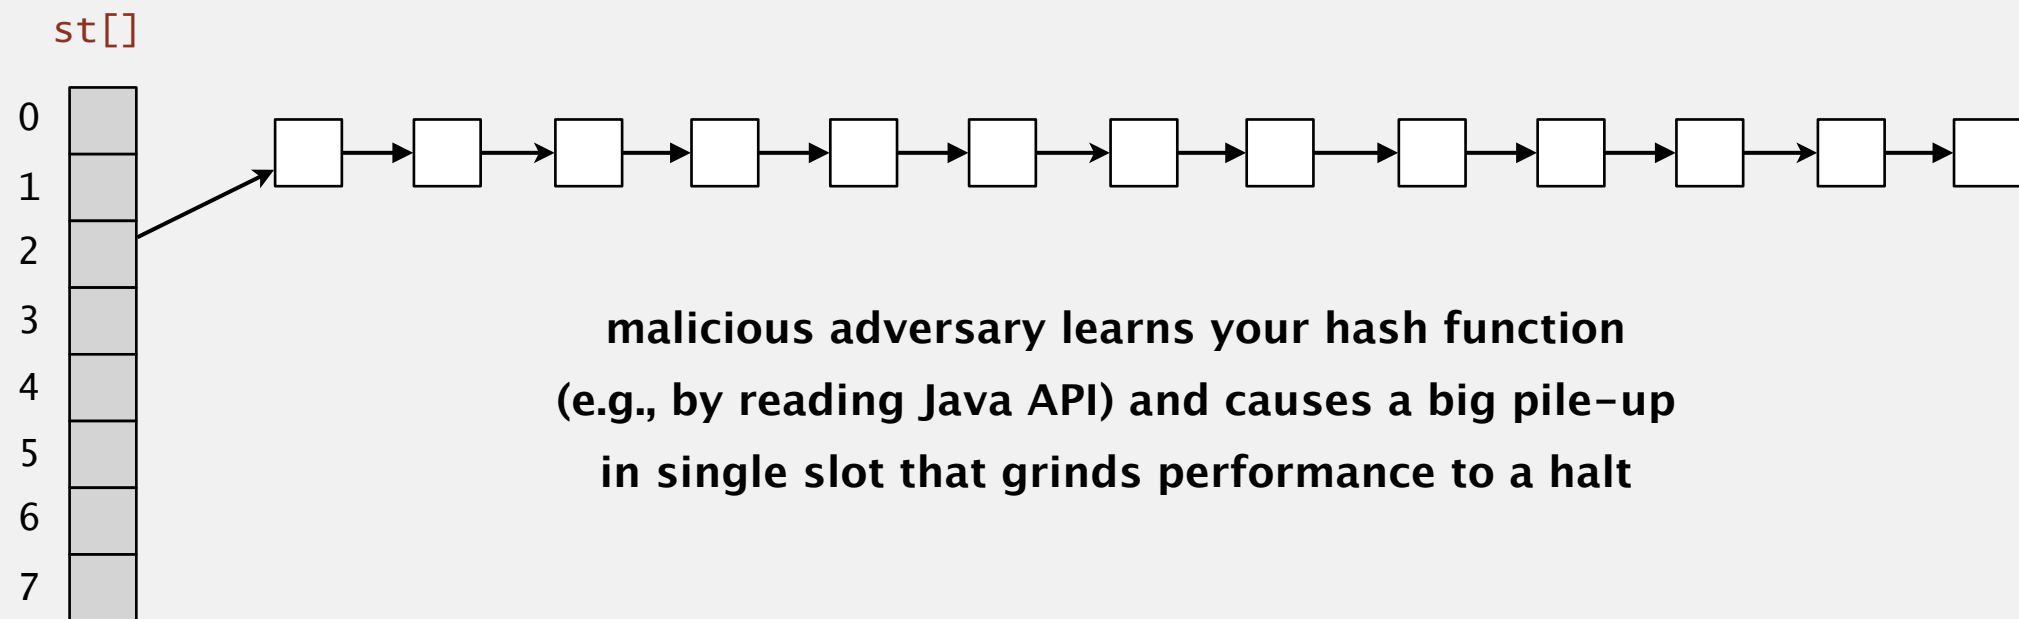 st[]
0
1
2
3
4
5
6
7
malicious adversary learns your hash function
(e.g., by reading Java API) and causes a big pile-up
in single slot that grinds performance to a halt